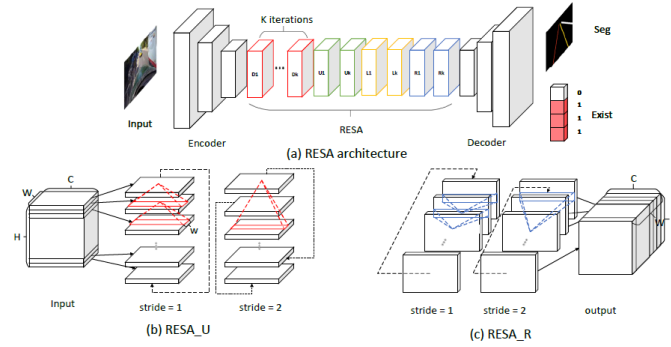 K iterations
Seg
D1 ... Dk U1 Uk L1 Lk R1 Rk
0
1
1
1
Exist
Input
Encoder
RESA
Decoder
(a) RESA architecture
C
W
H
W
Input
stride = 1
stride = 2
(b) RESA_U
C
W
stride = 1
stride = 2
output
(c) RESA_R